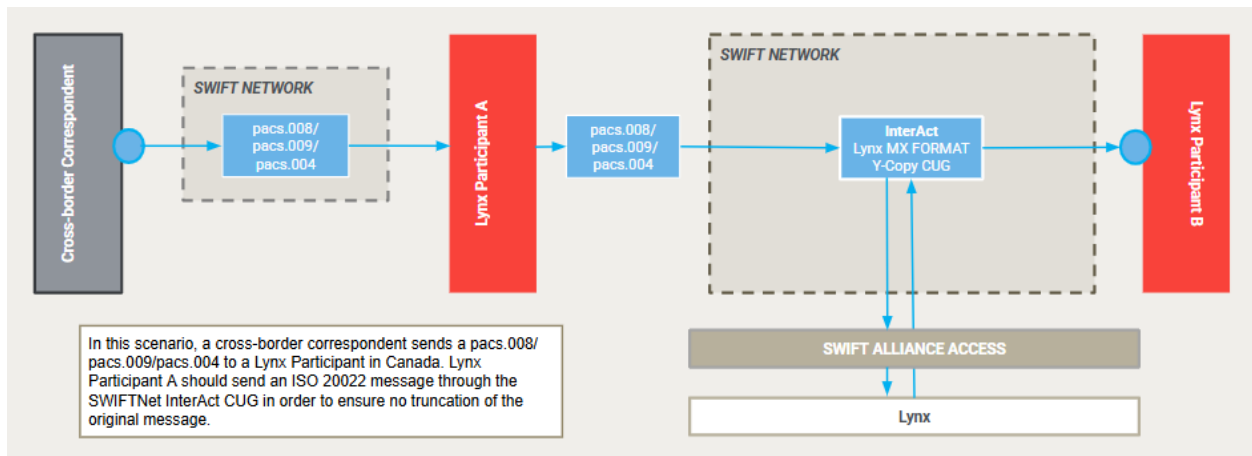 Cross-border Correspondent
SWIFT NETWORK
pacs.008/
pacs.009/
pacs.004
Lynx Participant A
pacs.008/
pacs.009/
pacs.004
SWIFT NETWORK
InterAct
Lynx MX FORMAT
Y-Copy CUG
Lynx Participant B
In this scenario, a cross-border correspondent sends a pacs.008/
pacs.009/pacs.004 to a Lynx Participant in Canada. Lynx
Participant A should send an ISO 20022 message through the
SWIFTNet InterAct CUG in order to ensure no truncation of the
original message.
SWIFT ALLIANCE ACCESS
Lynx